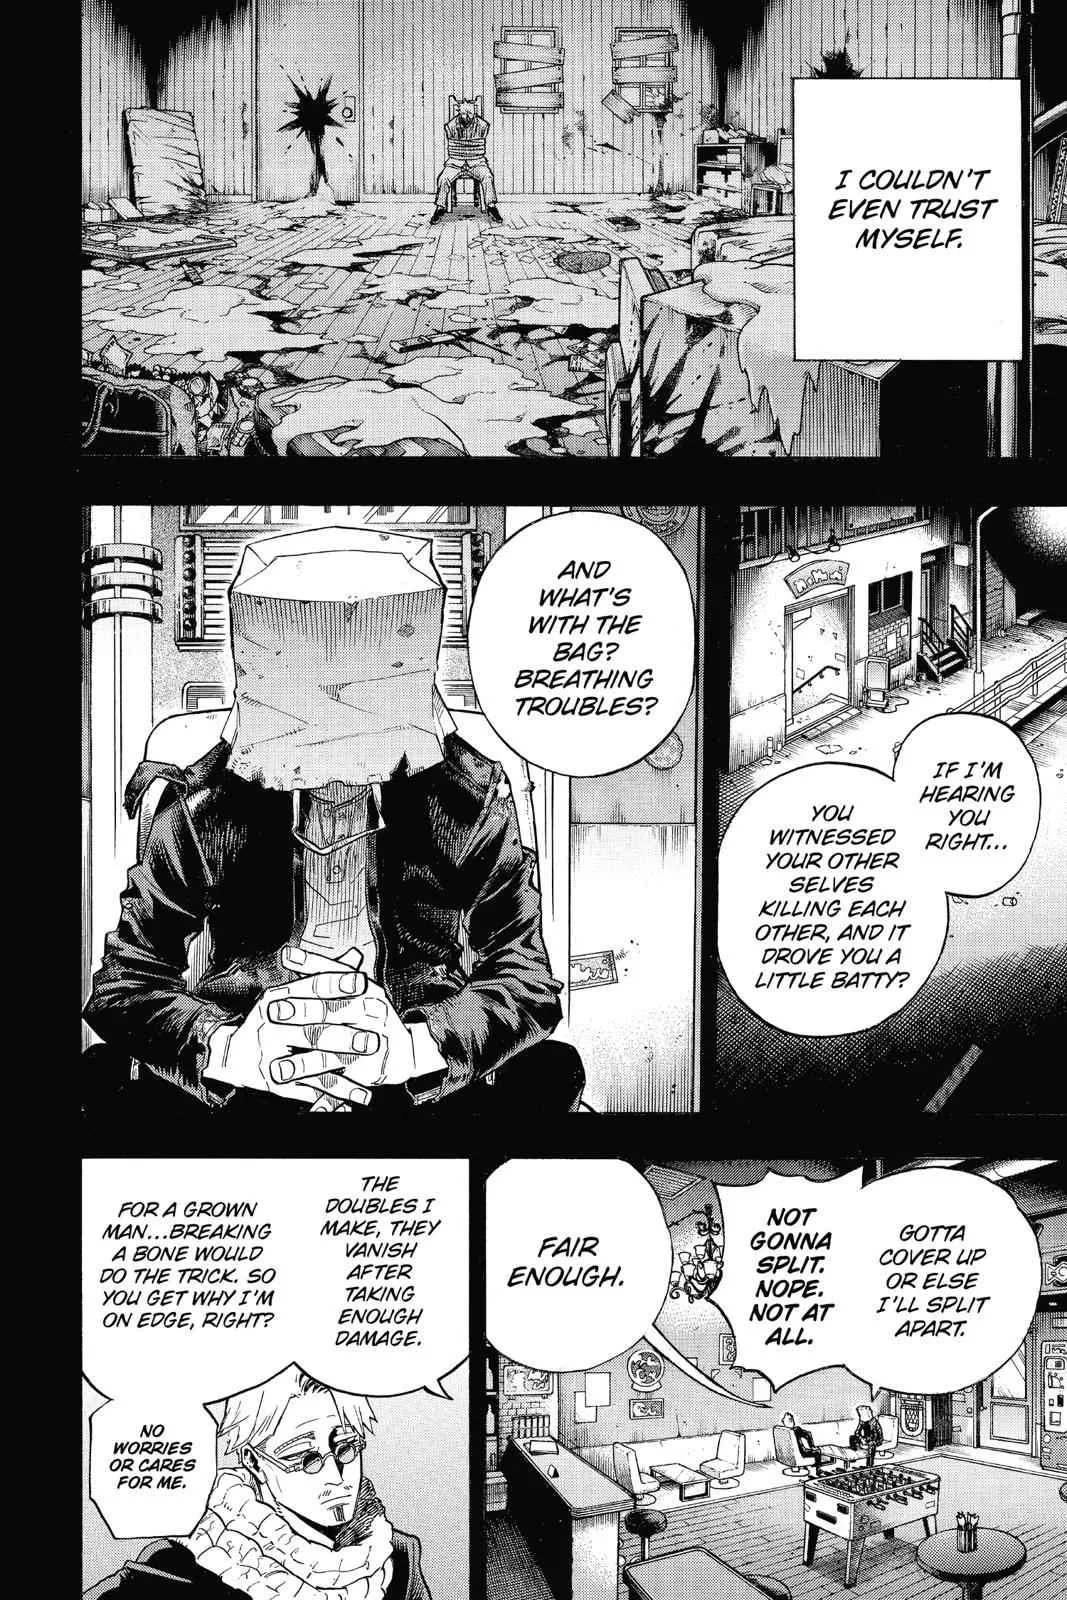 I COULDN'T
EVEN TRUST
MYSELF.
IF I'M
HEARING
YOU
RIGHT...
YOU
WITNESSED
YOUR OTHER
SELVES
KILLING EACH
OTHER, AND IT
DROVE YOU A
LITTLE BATTY?
AND
WHAT'S
WITH THE
BAG?
BREATHING
TROUBLES?
GOTTA
COVER UP
OR ELSE
I'LL SPLIT
APART.
NOT
GONNA
SPLIT.
NOPE.
NOT AT
ALL.
FAIR
ENOUGH.
THE
DOUBLES I
MAKE, THEY
VANISH
AFTER
TAKING
ENOUGH
DAMAGE.
FOR A GROWN
MAN...BREAKING
A BONE WOULD
DO THE TRICK. SO
YOU GET WHY I'M
ON EDGE, RIGHT?
NO
WORRIES
OR CARES
FOR ME.